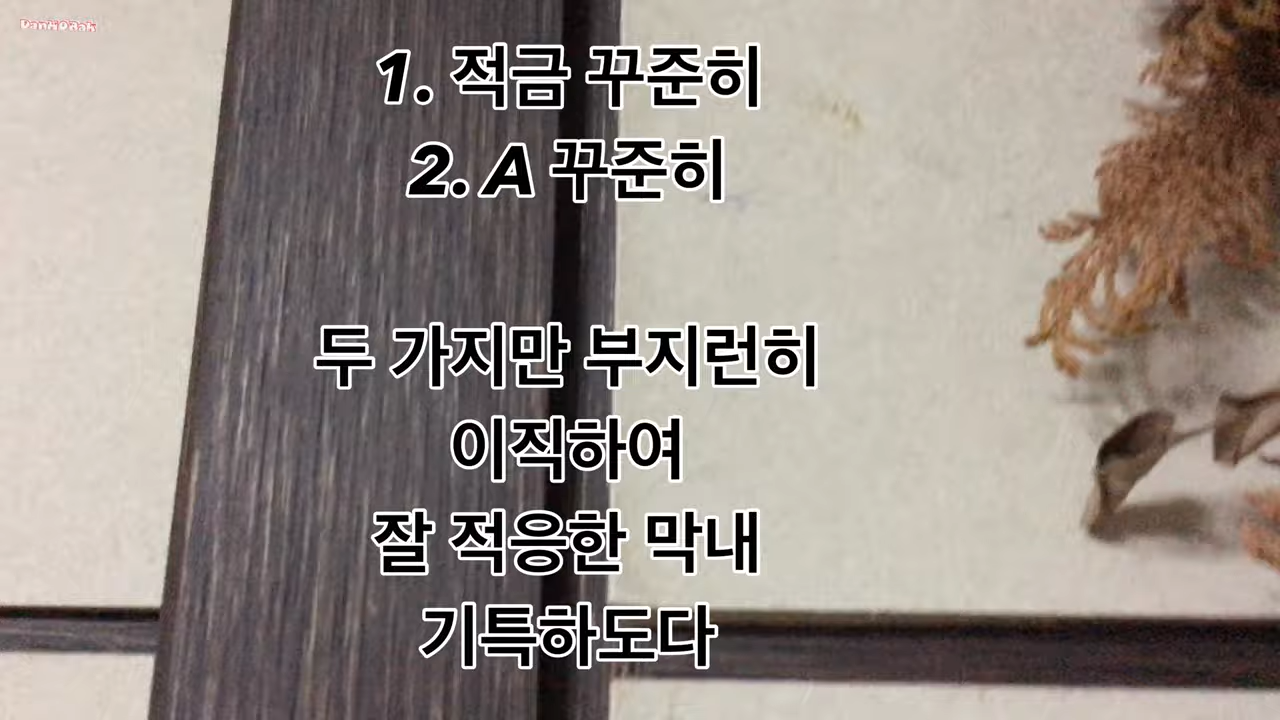 DanHOBak
1. 적금 꾸준히
2. A 꾸준히
두 가지만 부지런히
이직하여
잘 적응한 막내
기특하도다